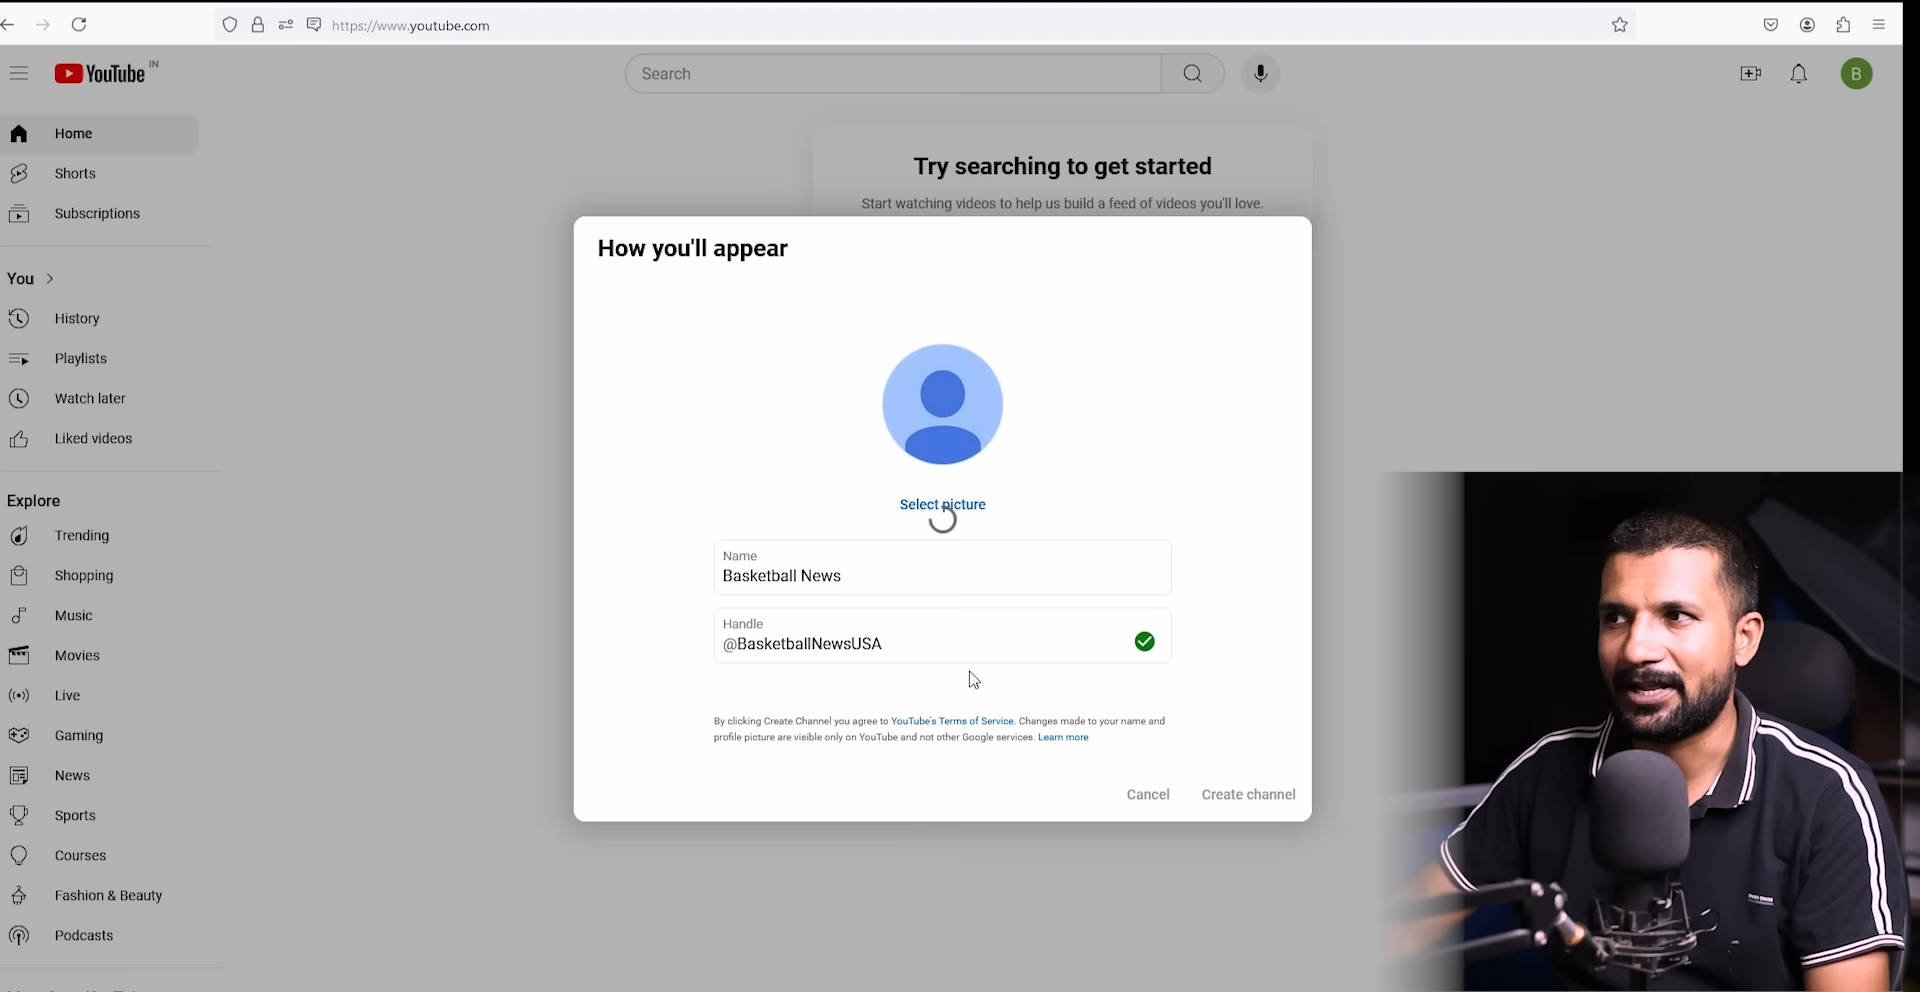 https://www.youtube.com
YouTube IN
Search
B
Home
Shorts
Subscriptions
You
History
Playlists
Watch later
Liked videos
Explore
Trending
Shopping
Music
Movies
Live
Gaming
News
Sports
Courses
Fashion & Beauty
Podcasts
Try searching to get started
Start watching videos to help us build a feed of videos you'll love.
How you'll appear
Select picture
Name
Basketball News
Handle
@BasketballNewsUSA
By clicking Create Channel you agree to YouTube's Terms of Service. Changes made to your name and
profile picture are visible only on YouTube and not other Google services. Learn more
Cancel
Create channel